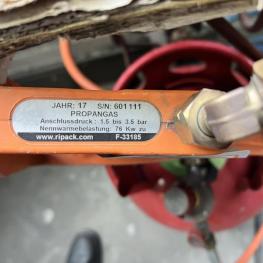 JAHR: 17 S/N: 601111
PROPANGAS
Anschlussdruck : 1.5 bis 3.5 bar
Nennwärmebelastung: 76 Kw zu
www.ripack.com F-33185